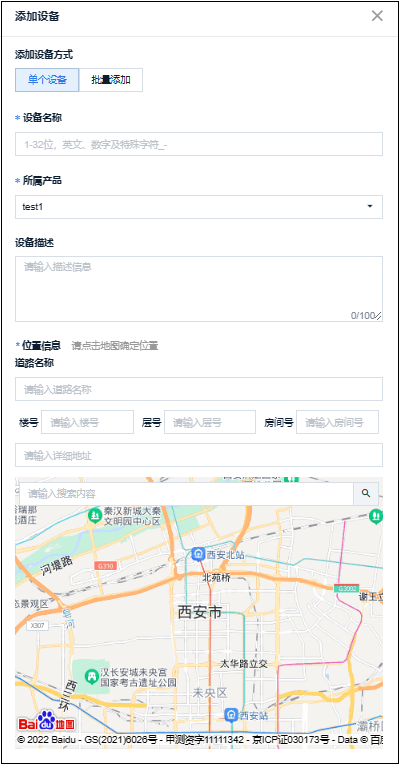 添加设备
添加设备方式
单个设备 批量添加
* 设备名称
1-32位，英文、数字及特殊字符_-
* 所属产品
test1
设备描述
请输入描述信息
0/100
* 位置信息 请点击地图确定位置
道路名称
请输入道路名称
楼号 请输入楼号 层号 请输入层号 房间号 请输入房间号
请输入详细地址
请输入搜索内容
秦汉新城大秦
文明园中心区
酒店
河堤路
G310
西安北站
北苑桥
G3002
谢王立
西安市
态景观区
X307
太华路立交
汉长安城未央宫
国家考古遗址公园
西三环
未央区
灞桥
西安站
Bai du 地图
© 2022 Baidu - GS(2021)6026号 - 甲测资字11111342 - 京ICP证030173号 - Data © 百度